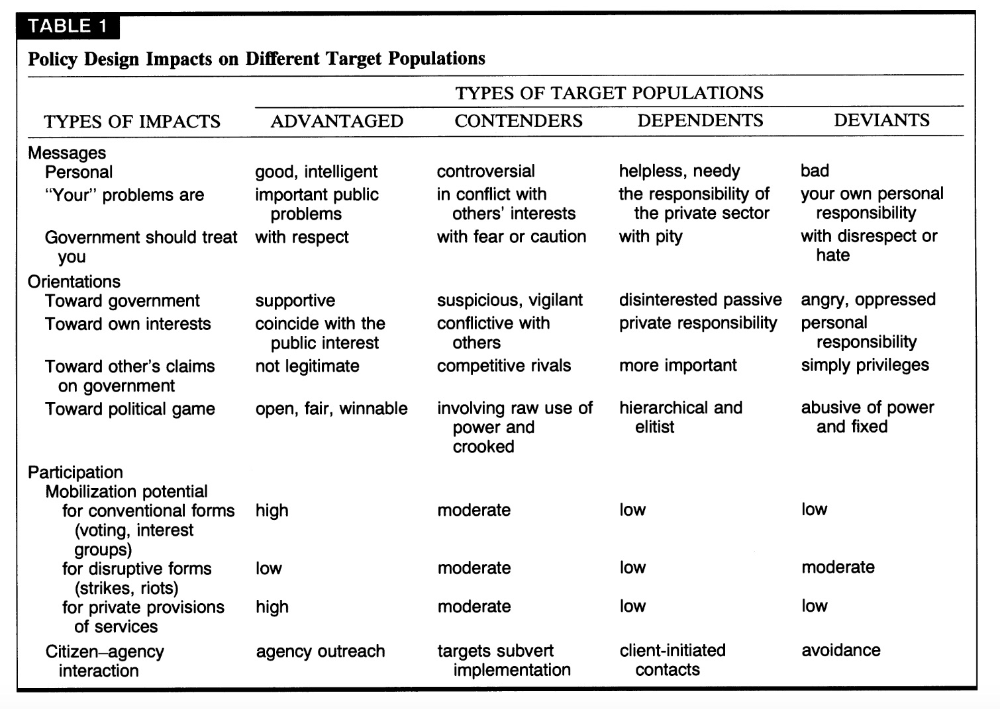 TABLE 1
Policy Design Impacts on Different Target Populations
TYPES OF TARGET POPULATIONS
TYPES OF IMPACTS ADVANTAGED CONTENDERS DEPENDENTS DEVIANTS
Messages
Personal good, intelligent controversial helpless, needy bad
“Your” problems are important public in conflict with the responsibility of your own personal
problems others’ interests the private sector responsibility
Government should treat with respect with fear or caution with pity with disrespect or
you hate
Orientations
Toward government supportive suspicious, vigilant disinterested passive angry, oppressed
Toward own interests coincide with the conflictive with private responsibility personal
public interest others responsibility
Toward other’s claims not legitimate competitive rivals more important simply privileges
on government
Toward political game open, fair, winnable involving raw use of hierarchical and abusive of power
power and elitist and fixed
crooked
Participation
Mobilization potential
for conventional forms high moderate low low
(voting, interest
groups)
for disruptive forms low moderate low moderate
(strikes, riots)
for private provisions high moderate low low
of services
Citizen–agency agency outreach targets subvert client-initiated avoidance
interaction implementation contacts